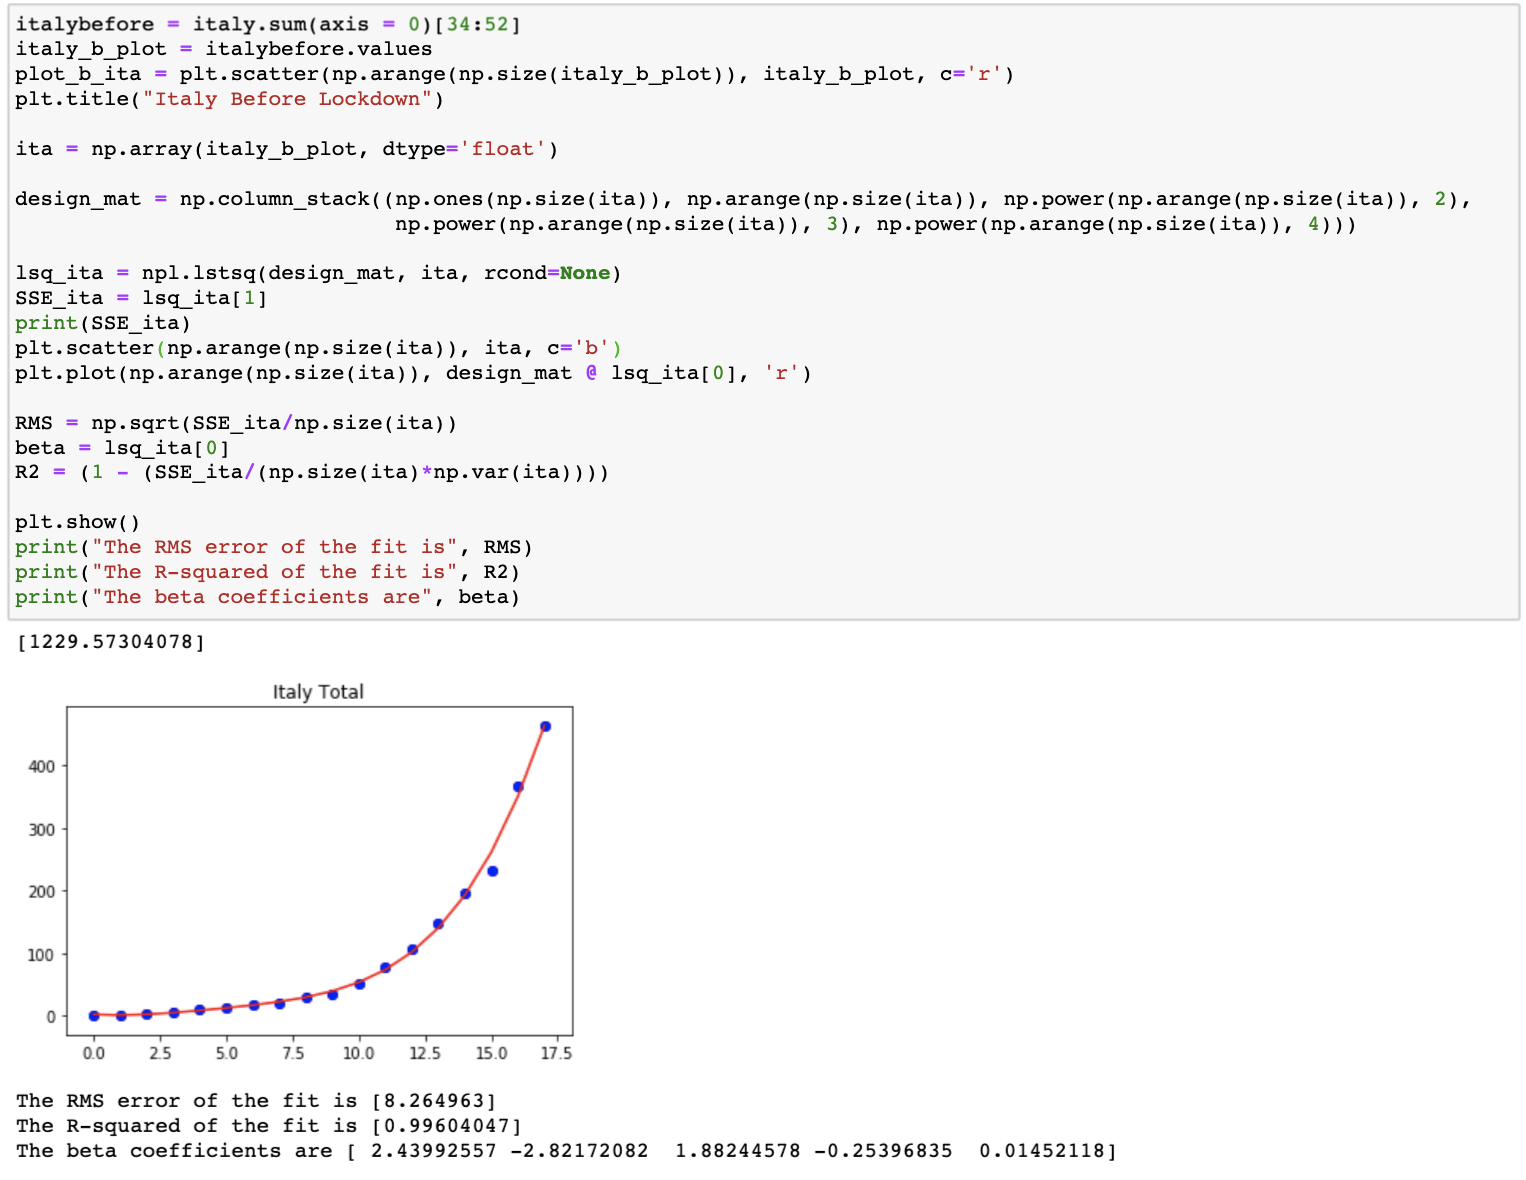 italybefore = italy.sum(axis = 0)[34:52]
italy_b_plot = italybefore.values
plot_b_ita = plt.scatter(np.arange(np.size(italy_b_plot)), italy_b_plot, c='r')
plt.title("Italy Before Lockdown")
ita = np.array(italy_b_plot, dtype='float')
design_mat = np.column_stack((np.ones(np.size(ita)), np.arange(np.size(ita)), np.power(np.arange(np.size(ita)), 2),
np.power(np.arange(np.size(ita)), 3), np.power(np.arange(np.size(ita)), 4)))
lsq_ita = npl.lstsq(design_mat, ita, rcond=None)
SSE_ita = lsq_ita[1]
print(SSE_ita)
plt.scatter(np.arange(np.size(ita)), ita, c='b')
plt.plot(np.arange(np.size(ita)), design_mat @ lsq_ita[0], 'r')
RMS = np.sqrt(SSE_ita/np.size(ita))
beta = lsq_ita[0]
R2 = (1 - (SSE_ita/(np.size(ita)*np.var(ita))))
plt.show()
print("The RMS error of the fit is", RMS)
print("The R-squared of the fit is", R2)
print("The beta coefficients are", beta)
[1229.57304078]
Italy Total
400
300
200
100
0
0.0 2.5 5.0 7.5 10.0 12.5 15.0 17.5
The RMS error of the fit is [8.264963]
The R-squared of the fit is [0.99604047]
The beta coefficients are [ 2.43992557 -2.82172082  1.88244578 -0.25396835  0.01452118]